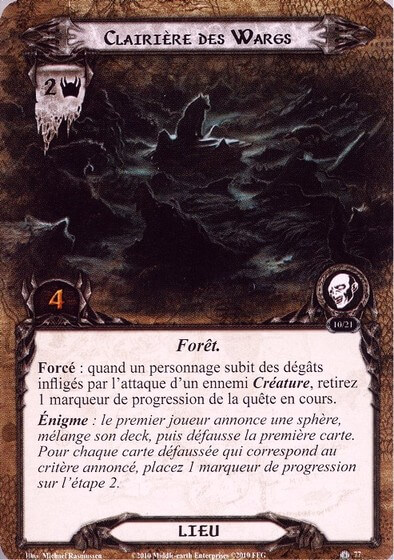 Clairière des Wargs
2
4
10/21
Forêt.
Forcé : quand un personnage subit des dégâts
infligés par l'attaque d'un ennemi Créature, retirez
1 marqueur de progression de la quête en cours.
Énigme : le premier joueur annonce une sphère,
mélange son deck, puis défausse la première carte.
Pour chaque carte défaussée qui correspond au
critère annoncé, placez 1 marqueur de progression
sur l'étape 2.
LIEU
Illus. Michael Rasmussen ©2010 Middle-earth Enterprises ©2010 FFG 77